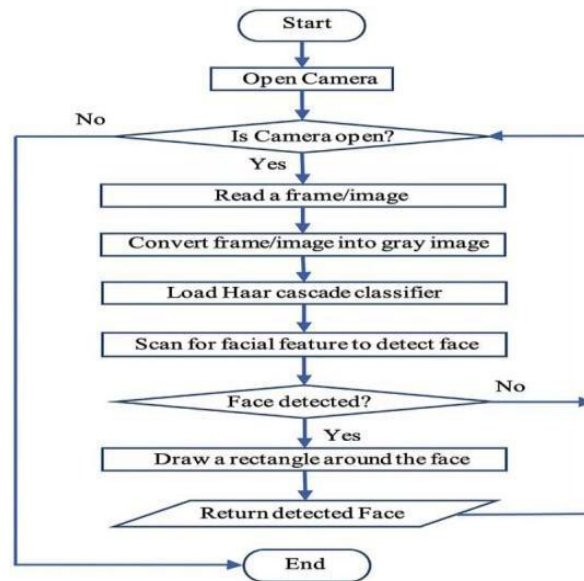 Start
Open Camera
No
Is Camera open?
Yes
Read a frame/image
Convert frame/image into gray image
Load Haar cascade classifier
Scan for facial feature to detect face
No
Face detected?
Yes
Draw a rectangle around the face
Return detected Face
End